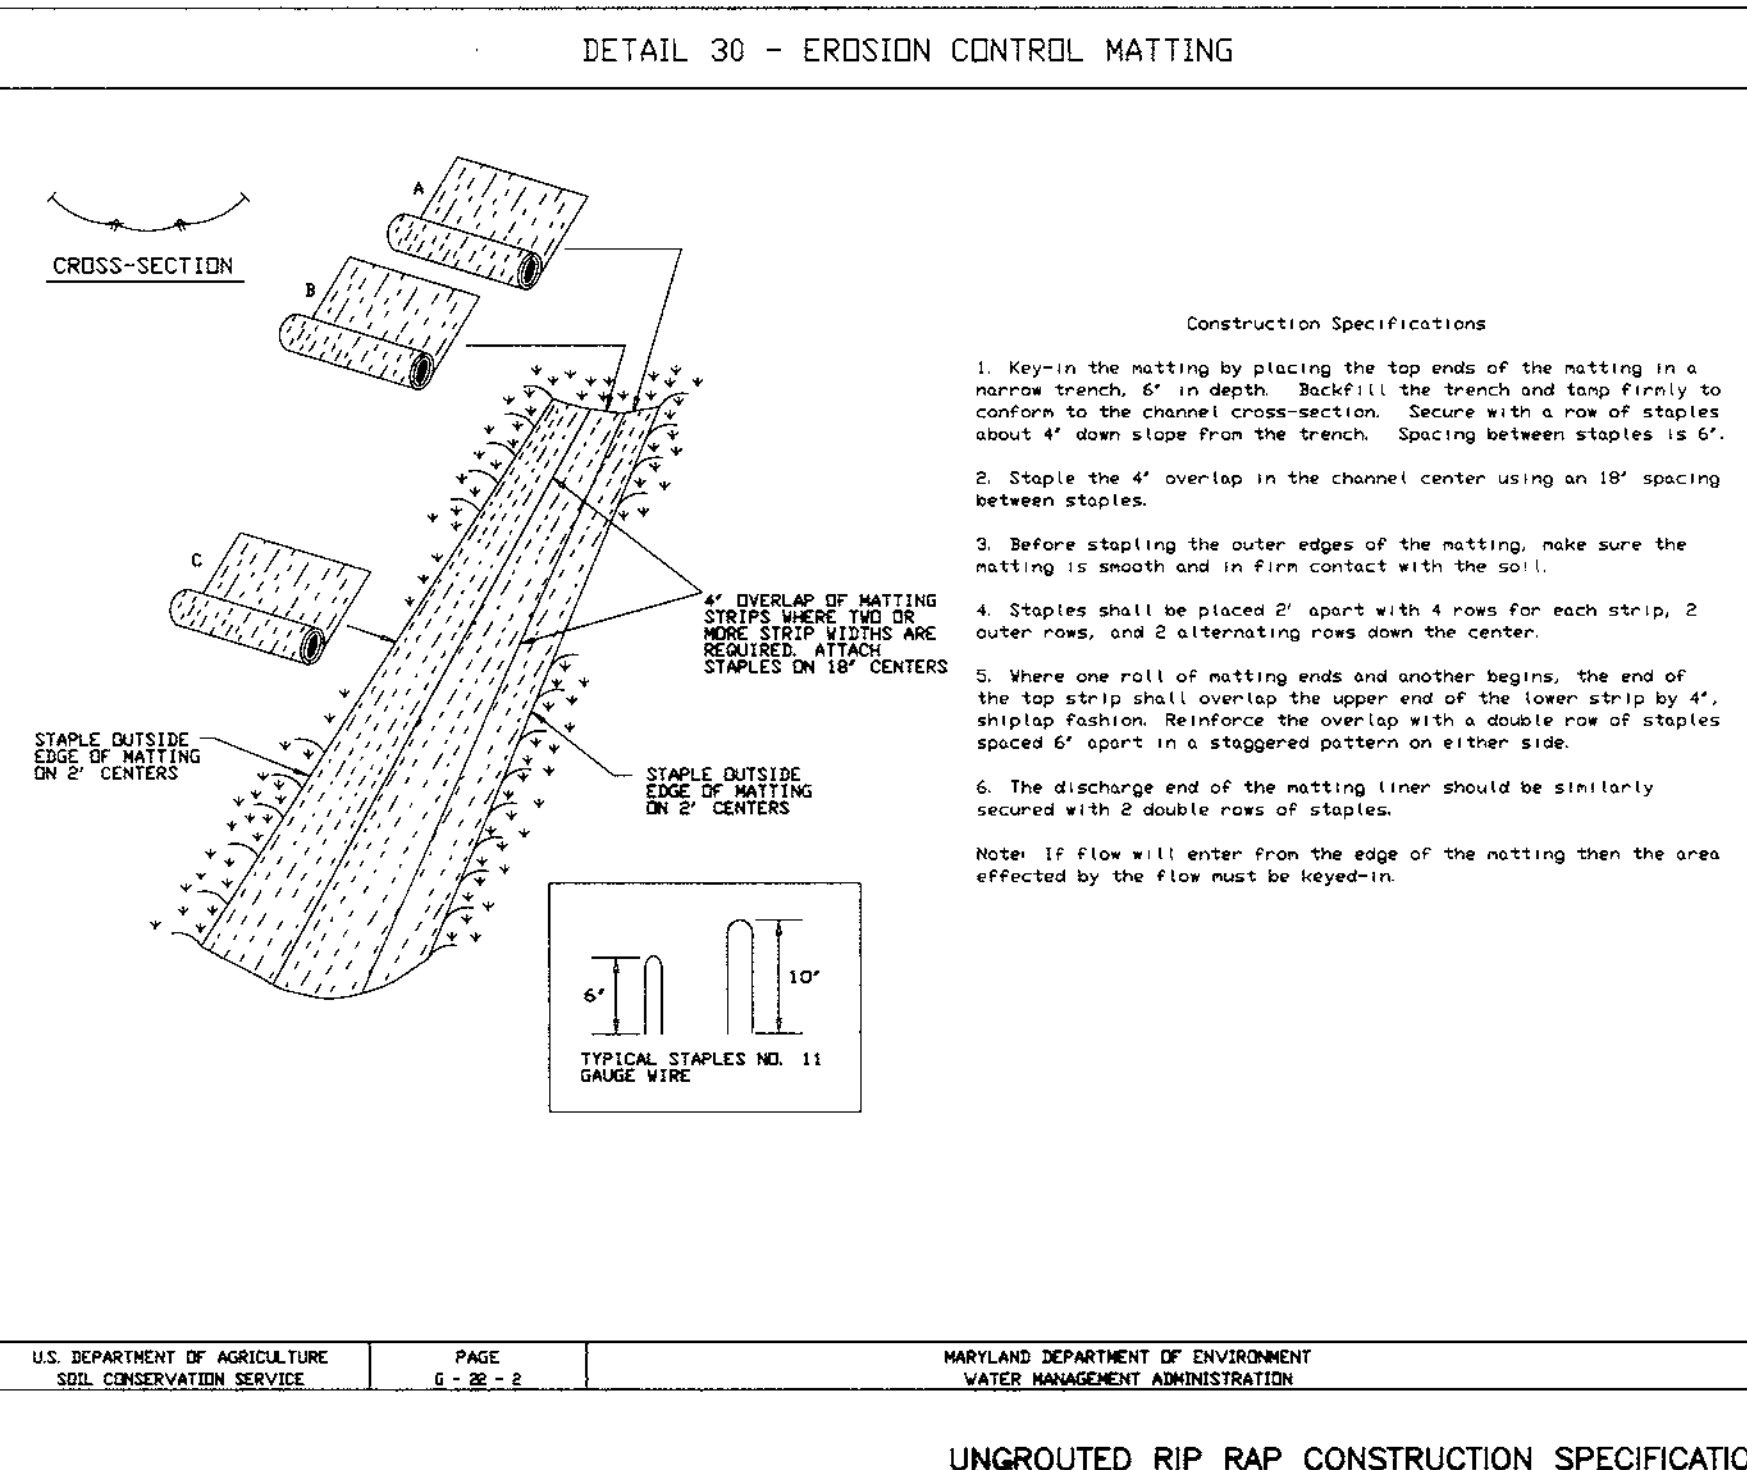 DETAIL 30 - EROSION CONTROL MATTING
CROSS-SECTION
A
B
C
4" OVERLAP OF MATTING
STRIPS WHERE TWO OR
MORE STRIP WIDTHS ARE
REQUIRED. ATTACH
STAPLES ON 18" CENTERS
STAPLE OUTSIDE
EDGE OF MATTING
ON 2' CENTERS
STAPLE OUTSIDE
EDGE OF MATTING
ON 2' CENTERS
6"
10"
TYPICAL STAPLES NO. 11
GAUGE WIRE
Construction Specifications
1. Key-in the matting by placing the top ends of the matting in a
narrow trench, 6" in depth. Backfill the trench and tamp firmly to
conform to the channel cross-section. Secure with a row of staples
about 4" down slope from the trench. Spacing between staples is 6".
2. Staple the 4" overlap in the channel center using an 18" spacing
between staples.
3. Before stapling the outer edges of the matting, make sure the
matting is smooth and in firm contact with the soil.
4. Staples shall be placed 2' apart with 4 rows for each strip, 2
outer rows, and 2 alternating rows down the center.
5. Where one roll of matting ends and another begins, the end of
the top strip shall overlap the upper end of the lower strip by 4",
shiplap fashion. Reinforce the overlap with a double row of staples
spaced 6" apart in a staggered pattern on either side.
6. The discharge end of the matting liner should be similarly
secured with 2 double rows of staples.
Note: If flow will enter from the edge of the matting then the area
effected by the flow must be keyed-in.
U.S. DEPARTMENT OF AGRICULTURE
SOIL CONSERVATION SERVICE
PAGE
G - 22 - 2
MARYLAND DEPARTMENT OF ENVIRONMENT
WATER MANAGEMENT ADMINISTRATION
UNGROUTED RIP RAP CONSTRUCTION SPECIFICATIO